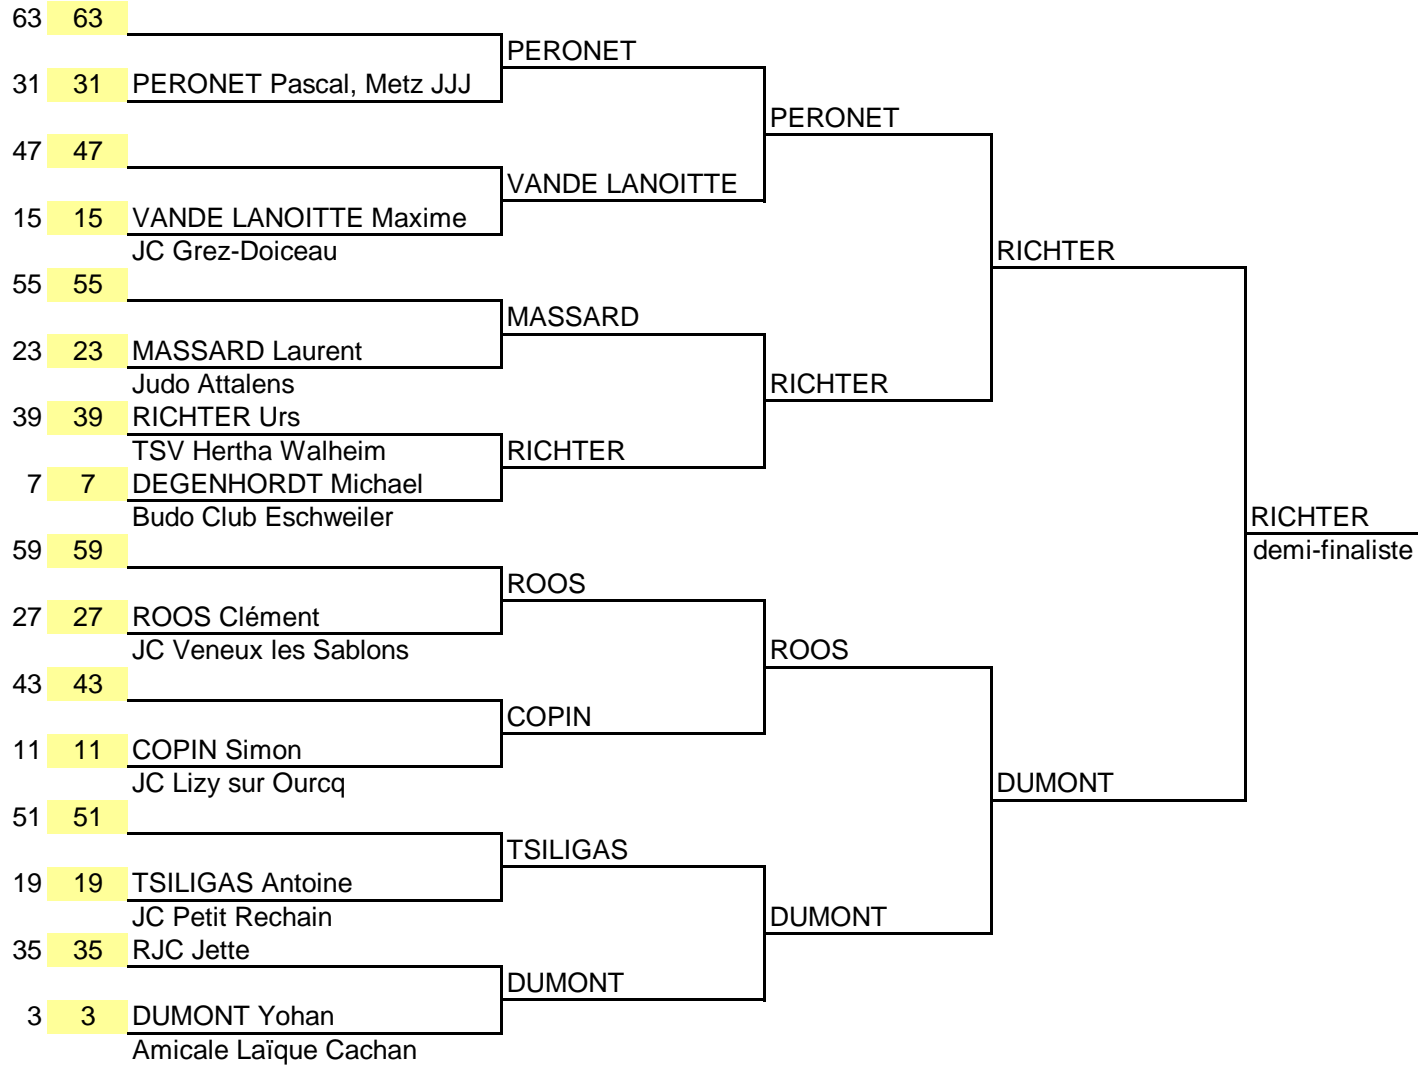 63 63
PERONET
31 31 PERONET Pascal, Metz JJJ
PERONET
47 47
VANDE LANOITTE
15 15 VANDE LANOITTE Maxime
JC Grez-Doiceau
RICHTER
55 55
MASSARD
23 23 MASSARD Laurent
Judo Attalens
RICHTER
39 39 RICHTER Urs
TSV Hertha Walheim
RICHTER
7 7 DEGENHORDT Michael
Budo Club Eschweiler
RICHTER
59 59
demi-finaliste
ROOS
27 27 ROOS Clément
JC Veneux les Sablons
ROOS
43 43
COPIN
11 11 COPIN Simon
JC Lizy sur Ourcq
DUMONT
51 51
TSILIGAS
19 19 TSILIGAS Antoine
JC Petit Rechain
DUMONT
35 35 RJC Jette
DUMONT
3 3 DUMONT Yohan
Amicale Laïque Cachan